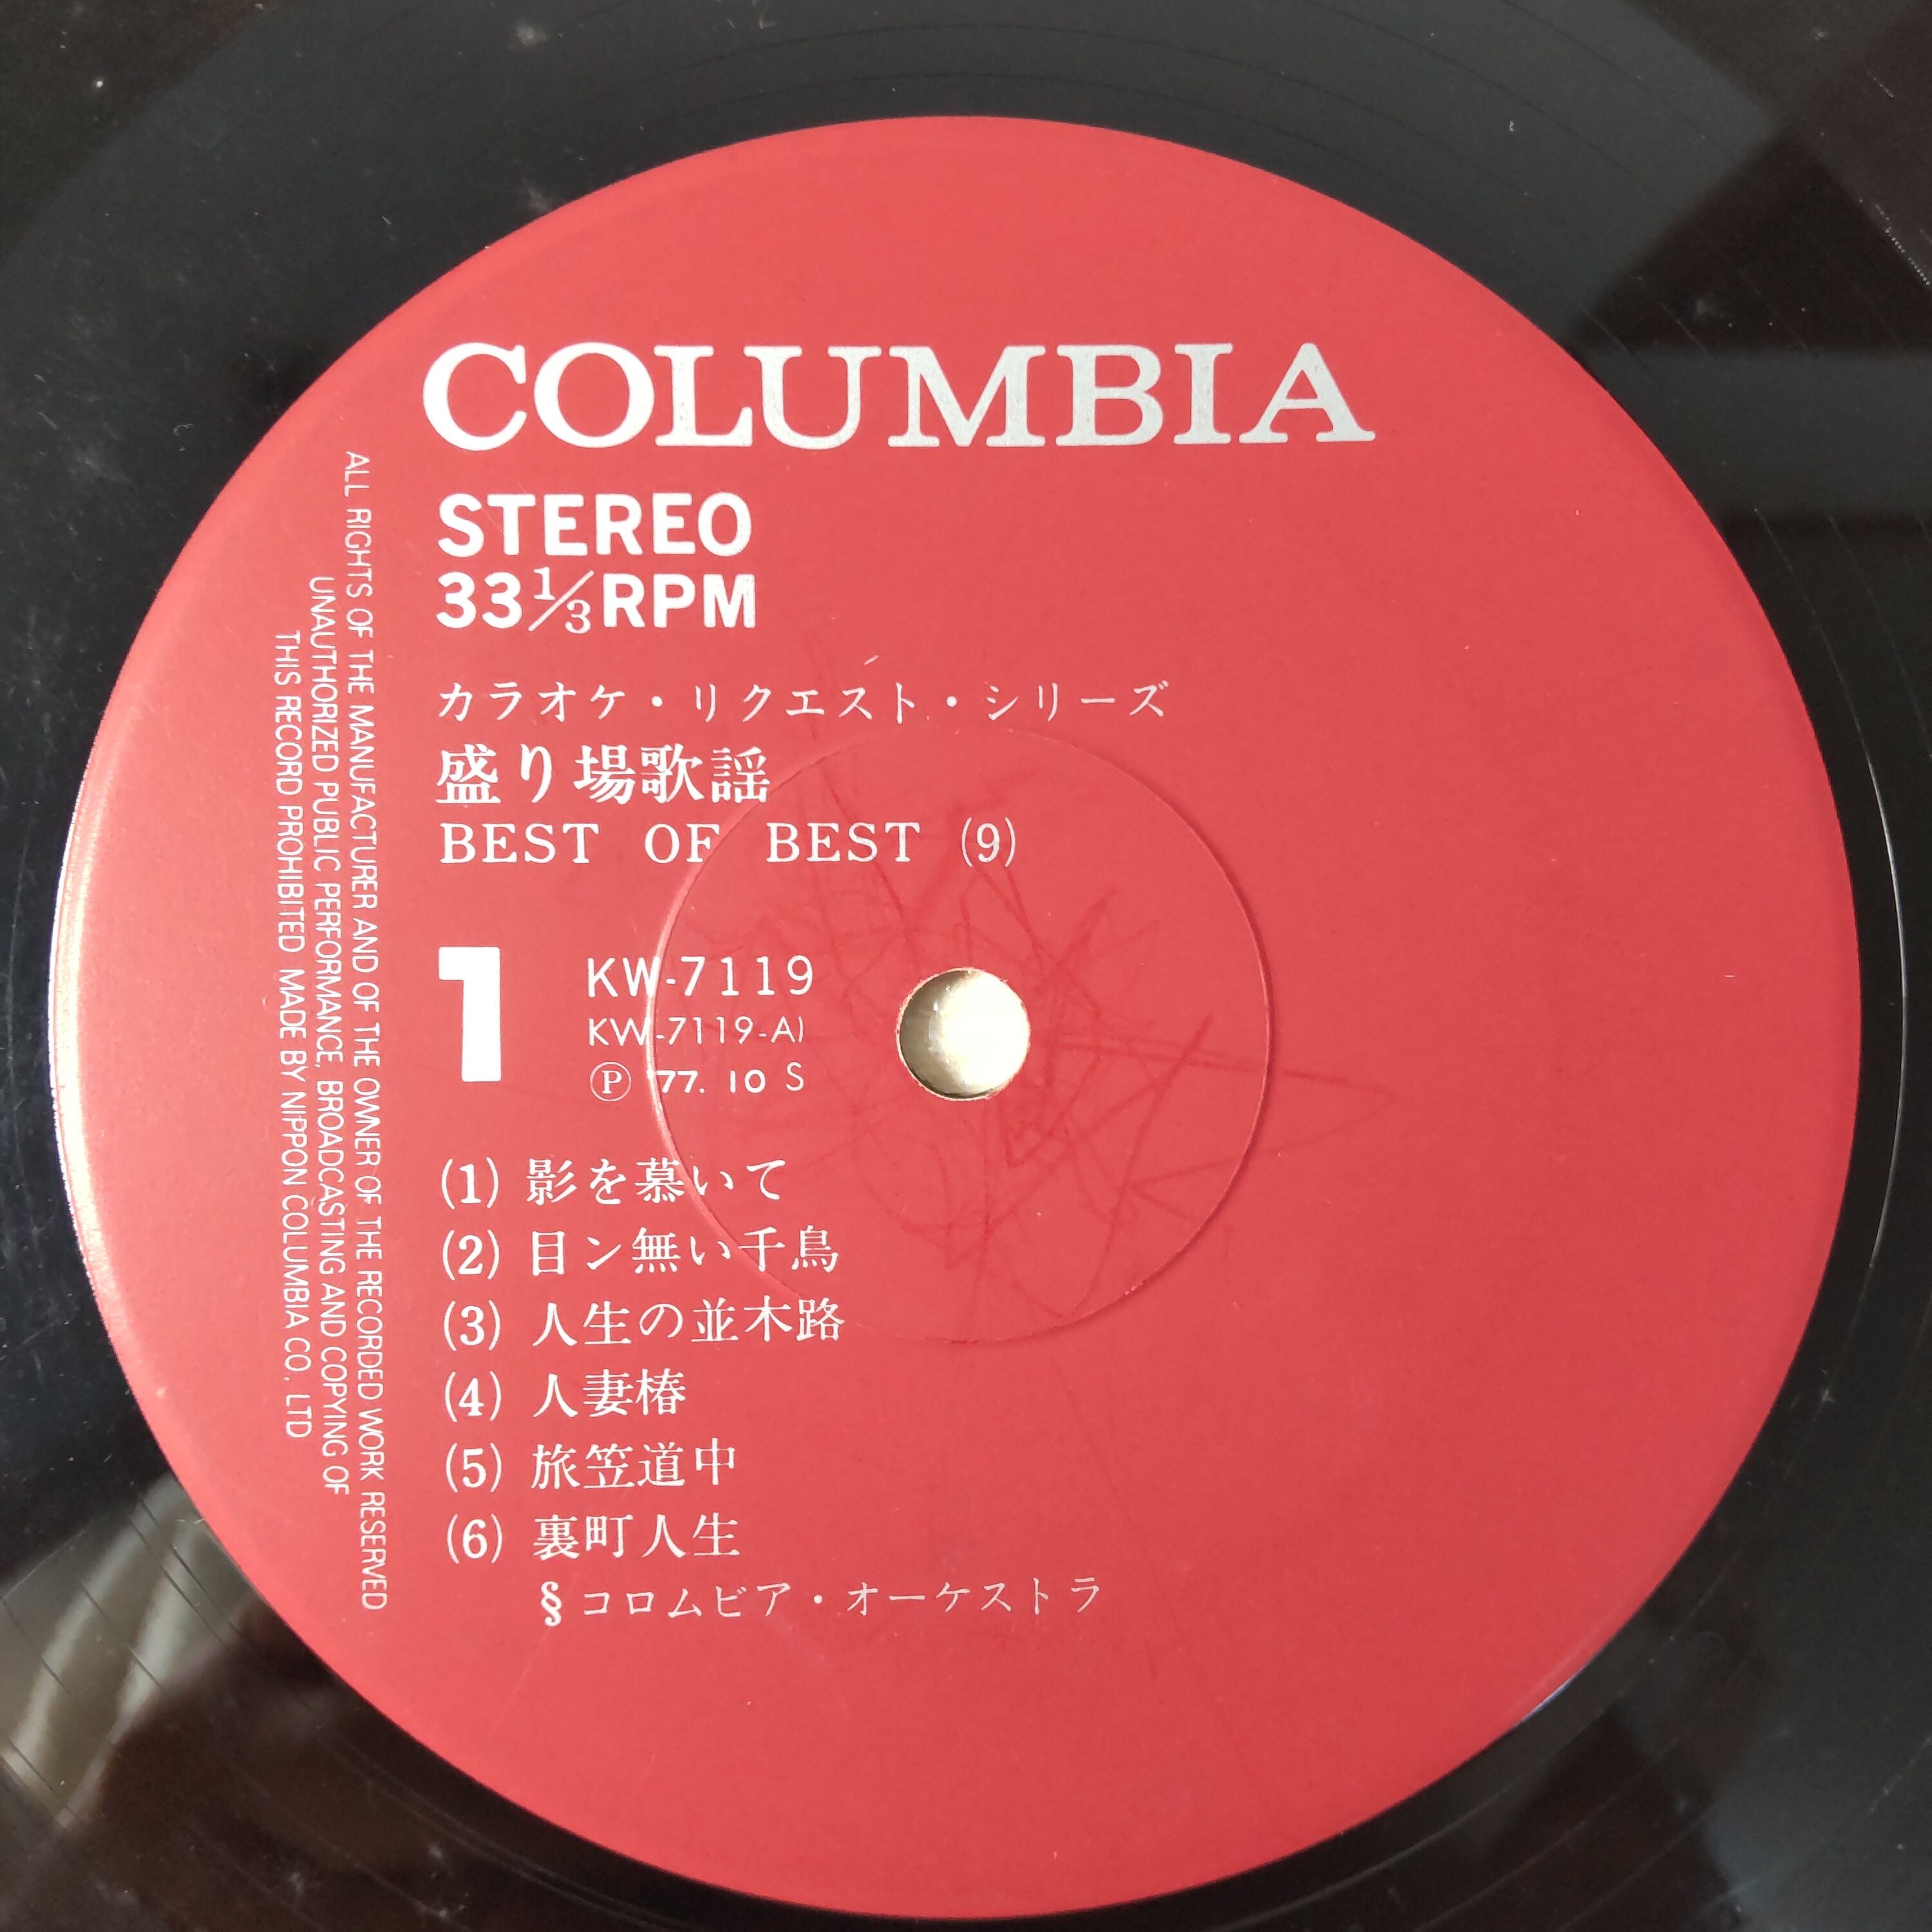 COLUMBIA
STEREO
33 1/3 RPM
カラオケ・リクエスト・シリーズ
盛り場歌謡
BEST OF BEST (9)
1
KW-7119
KW-7119-A)
Ⓟ '77. 10 S
(1) 影を慕いて
(2) 目ン無い千鳥
(3) 人生の並木路
(4) 人妻椿
(5) 旅笠道中
(6) 裏町人生
§コロムビア・オーケストラ
ALL RIGHTS OF THE MANUFACTURER AND OF THE OWNER OF THE RECORDED WORK RESERVED
UNAUTHORIZED PUBLIC PERFORMANCE, BROADCASTING AND COPYING OF
THIS RECORD PROHIBITED MADE BY NIPPON COLUMBIA CO., LTD